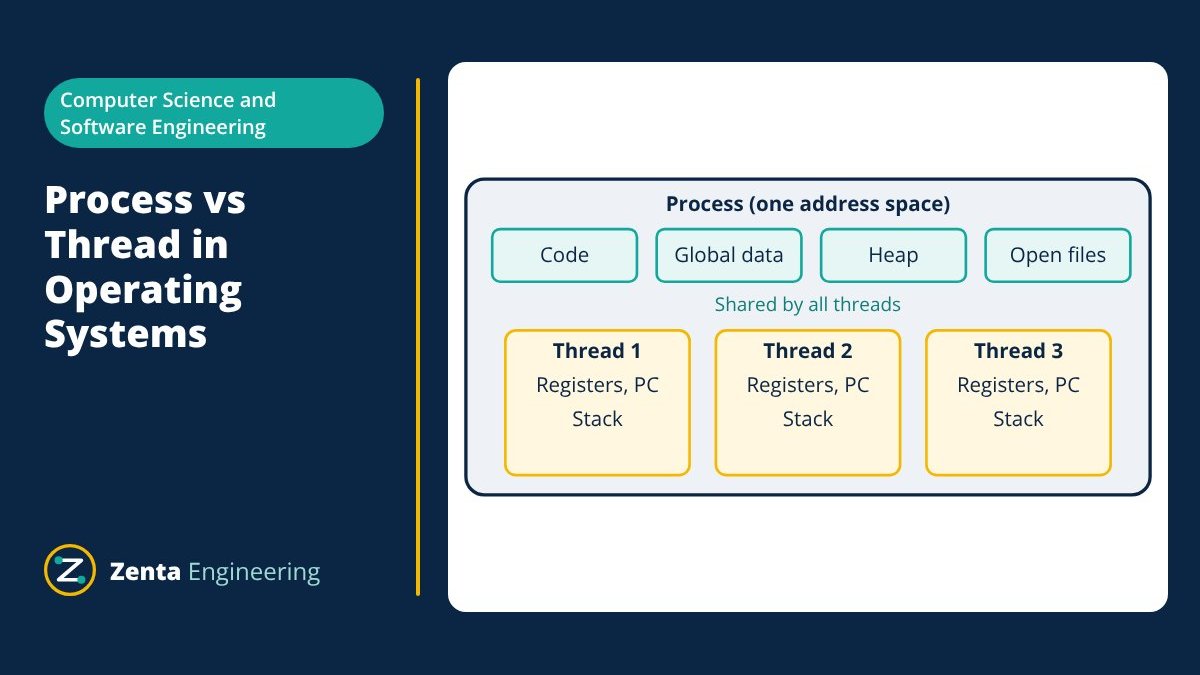 Computer Science and
Software Engineering
Process vs
Thread in
Operating
Systems
Zenta Engineering
Process (one address space)
Code
Global data
Heap
Open files
Shared by all threads
Thread 1
Registers, PC
Stack
Thread 2
Registers, PC
Stack
Thread 3
Registers, PC
Stack